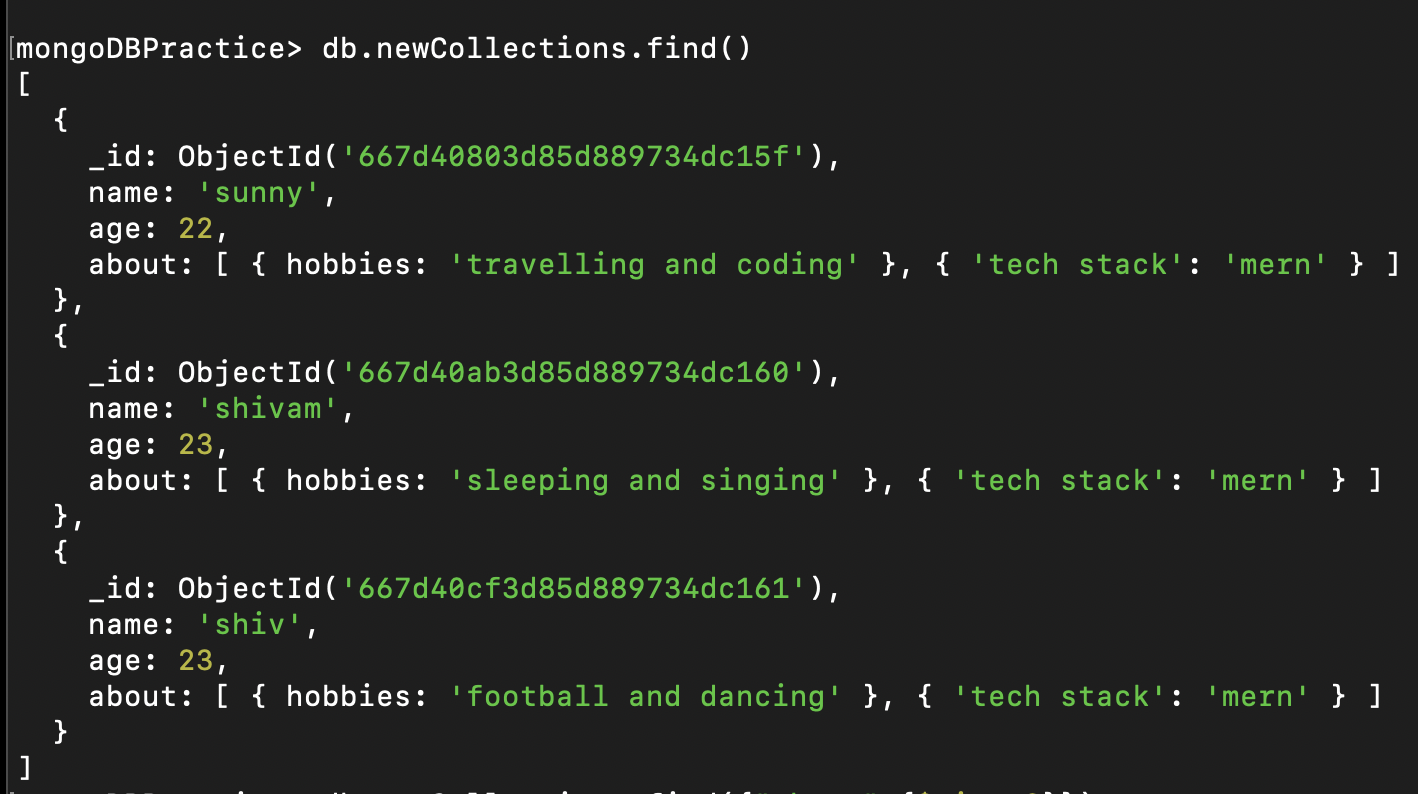 mongoDBPractice> db.newCollections.find()
[
  {
    _id: ObjectId('667d40803d85d889734dc15f'),
    name: 'sunny',
    age: 22,
    about: [ { hobbies: 'travelling and coding' }, { 'tech stack': 'mern' } ]
  },
  {
    _id: ObjectId('667d40ab3d85d889734dc160'),
    name: 'shivam',
    age: 23,
    about: [ { hobbies: 'sleeping and singing' }, { 'tech stack': 'mern' } ]
  },
  {
    _id: ObjectId('667d40cf3d85d889734dc161'),
    name: 'shiv',
    age: 23,
    about: [ { hobbies: 'football and dancing' }, { 'tech stack': 'mern' } ]
  }
]